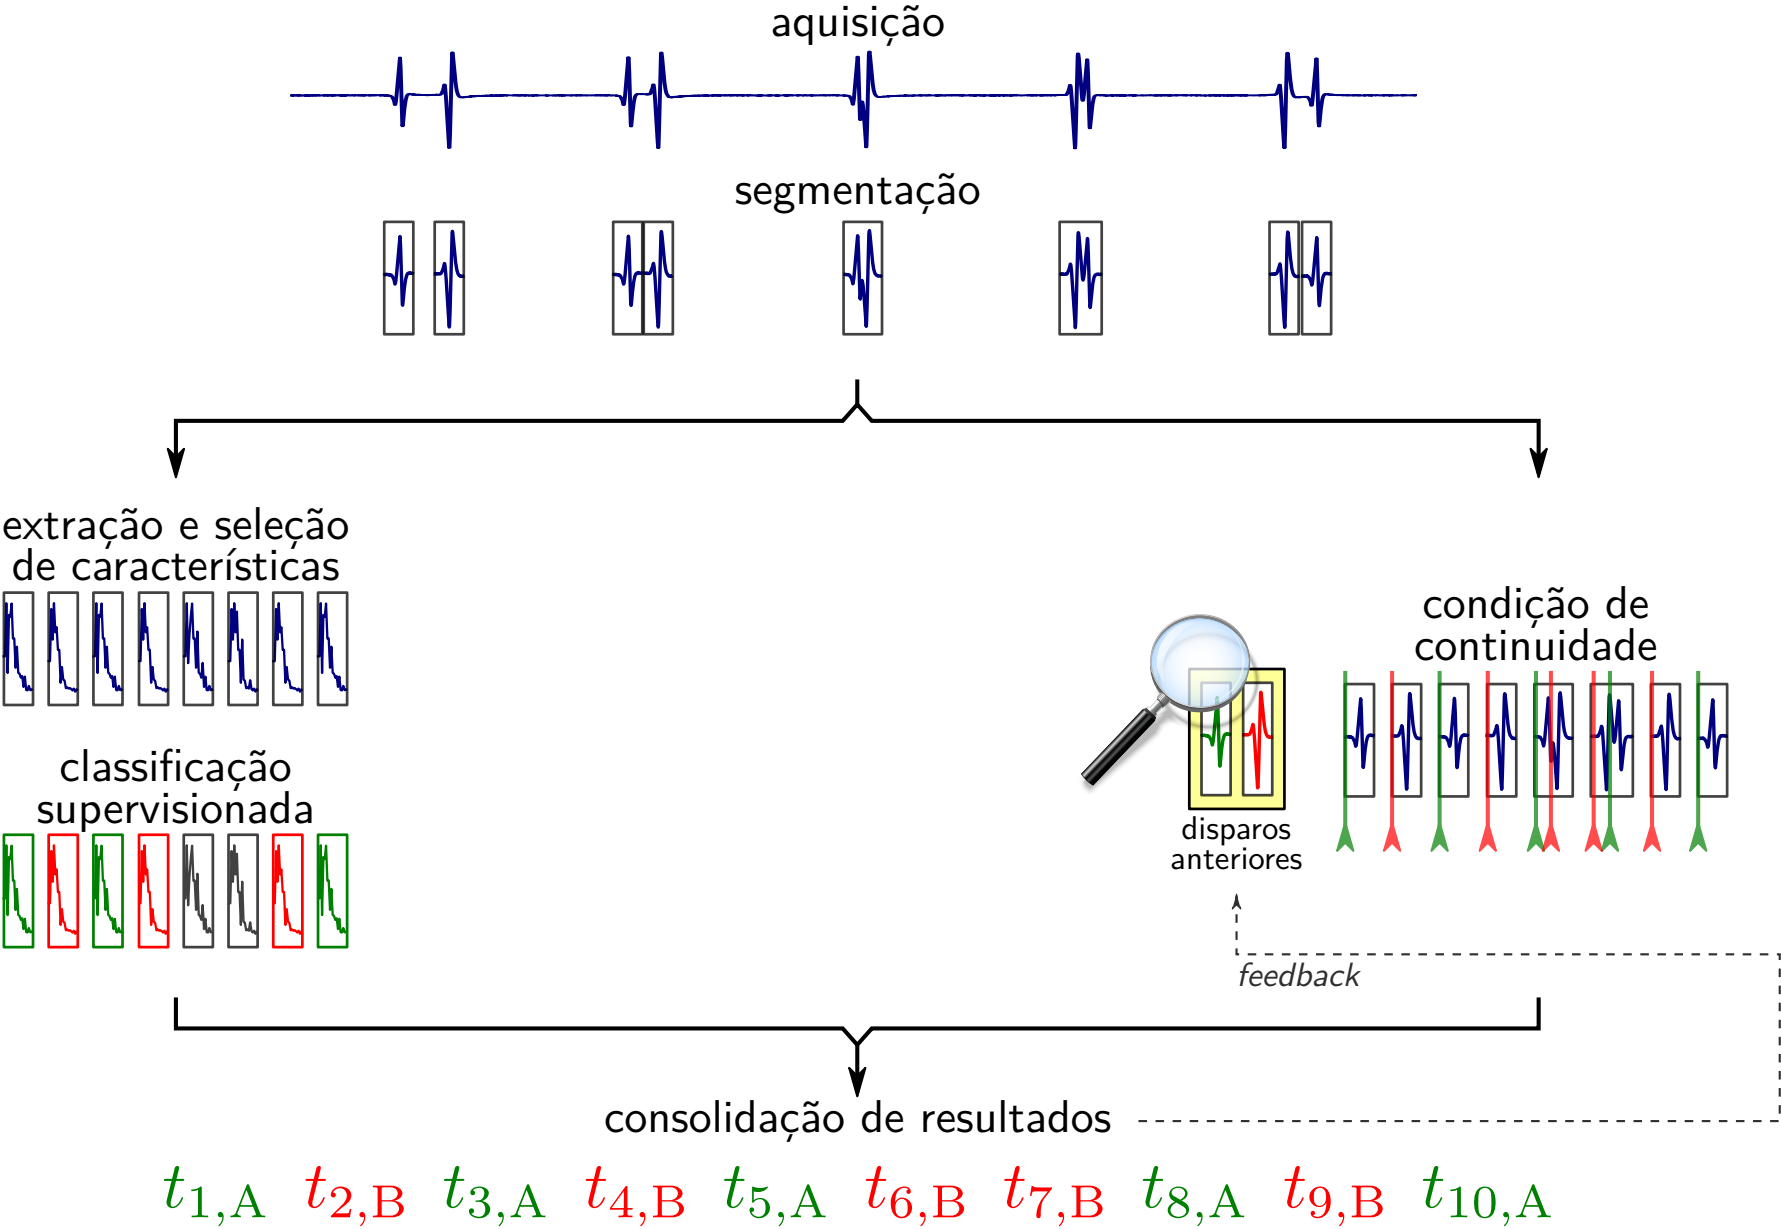 aquisição
segmentação
extração e seleção
de características
classificação
supervisionada
condição de
continuidade
disparos
anteriores
feedback
consolidação de resultados
t1,A t2,B t3,A t4,B t5,A t6,B t7,B t8,A t9,B t10,A